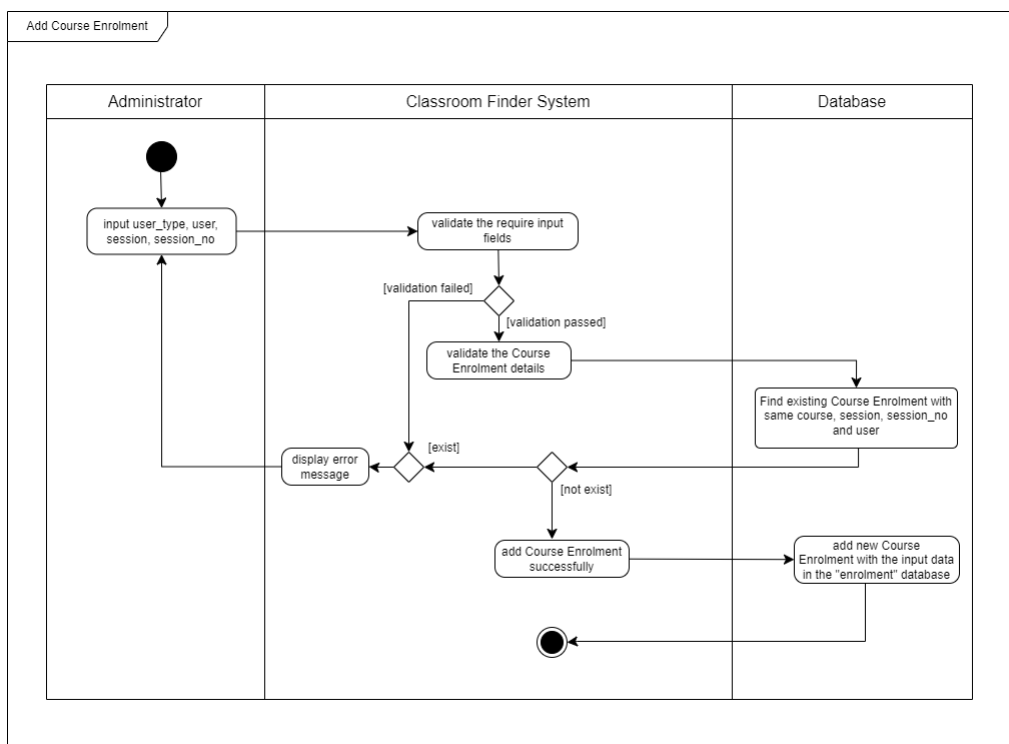 Add Course Enrolment
Administrator
Classroom Finder System
Database
input user_type, user,
session, session_no
validate the require input
fields
[validation failed]
[validation passed]
validate the Course
Enrolment details
Find existing Course Enrolment with
same course, session, session_no
and user
[exist]
display error
message
[not exist]
add Course Enrolment
successfully
add new Course
Enrolment with the input data
in the "enrolment" database